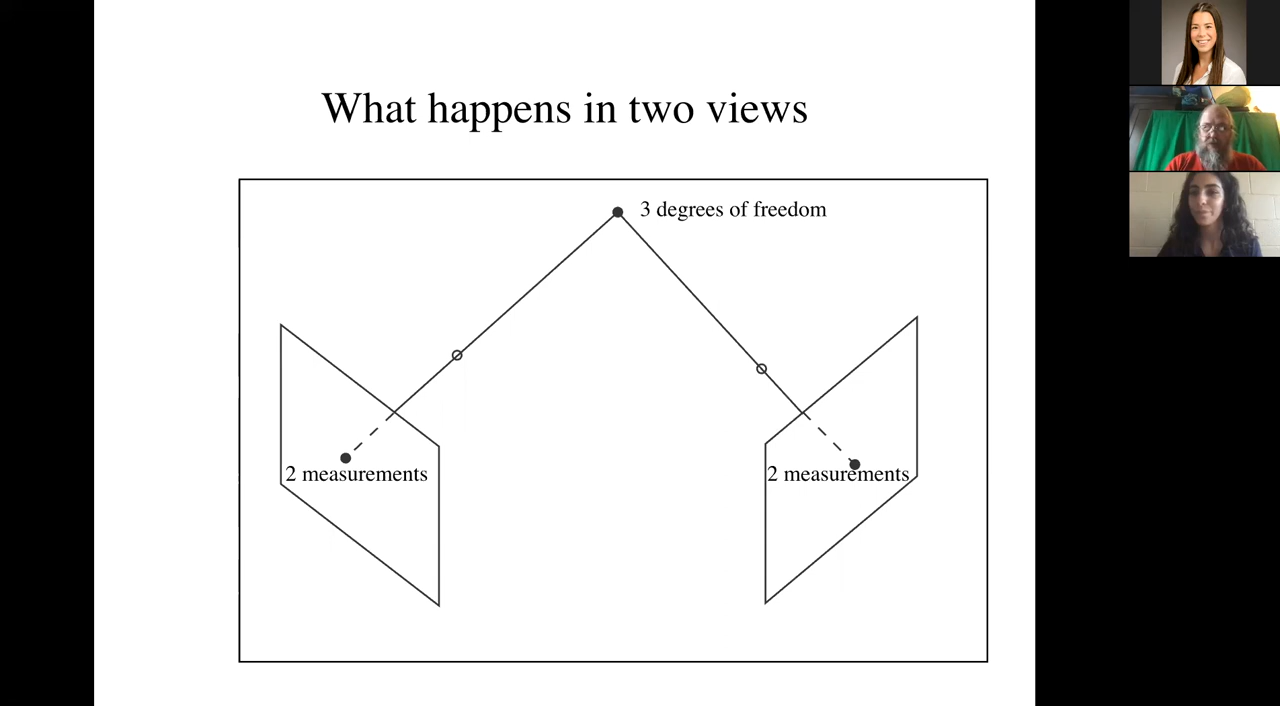 What happens in two views
3 degrees of freedom
2 measurements
2 measurements